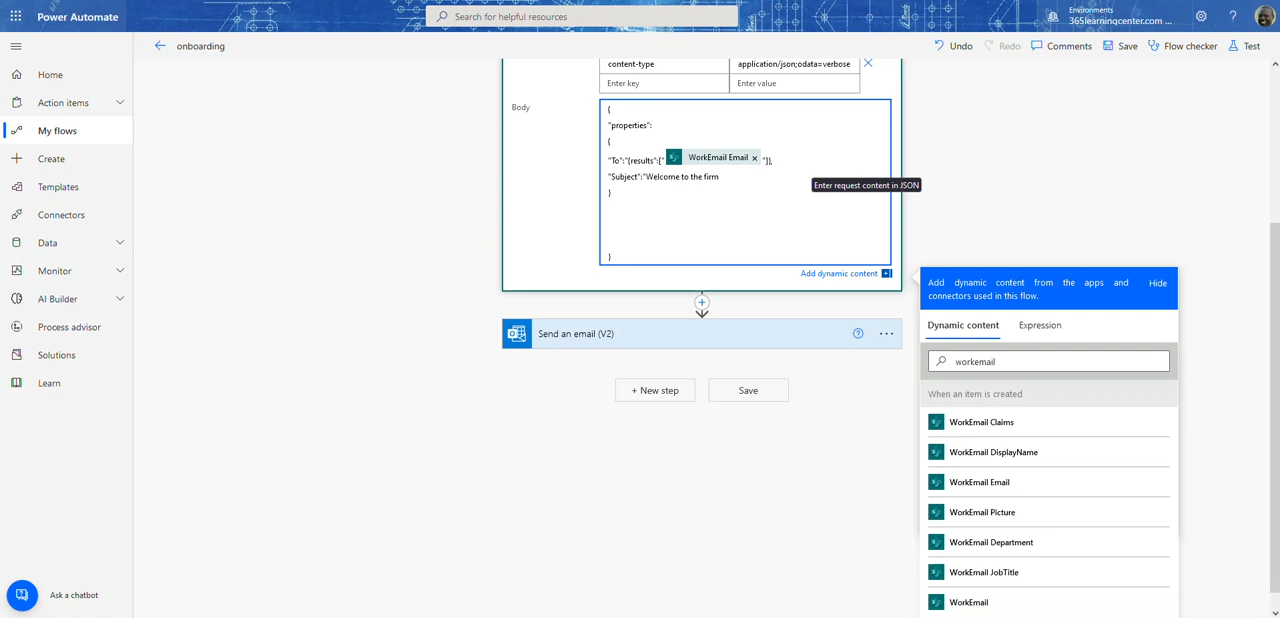 Power Automate
Search for helpful resources
Environments
365learningcenter.com ...
onboarding
Undo
Redo
Comments
Save
Flow checker
Test
Home
Action items
My flows
Create
Templates
Connectors
Data
Monitor
AI Builder
Process advisor
Solutions
Learn
Ask a chatbot
content-type
application/json;odata=verbose
Enter key
Enter value
Body
{
"properties":
{
"To":"{results":[" WorkEmail Email × "]},
"Subject":"Welcome to the firm
}
}
Enter request content in JSON
Add dynamic content
Send an email (V2)
+ New step
Save
Add dynamic content from the apps and
connectors used in this flow.
Hide
Dynamic content
Expression
workemail
When an item is created
WorkEmail Claims
WorkEmail DisplayName
WorkEmail Email
WorkEmail Picture
WorkEmail Department
WorkEmail JobTitle
WorkEmail